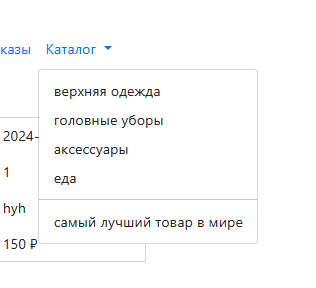 казы Каталог
верхняя одежда
2024-
головные уборы
аксессуары
1
еда
hyh
самый лучший товар в мире
150 ₽